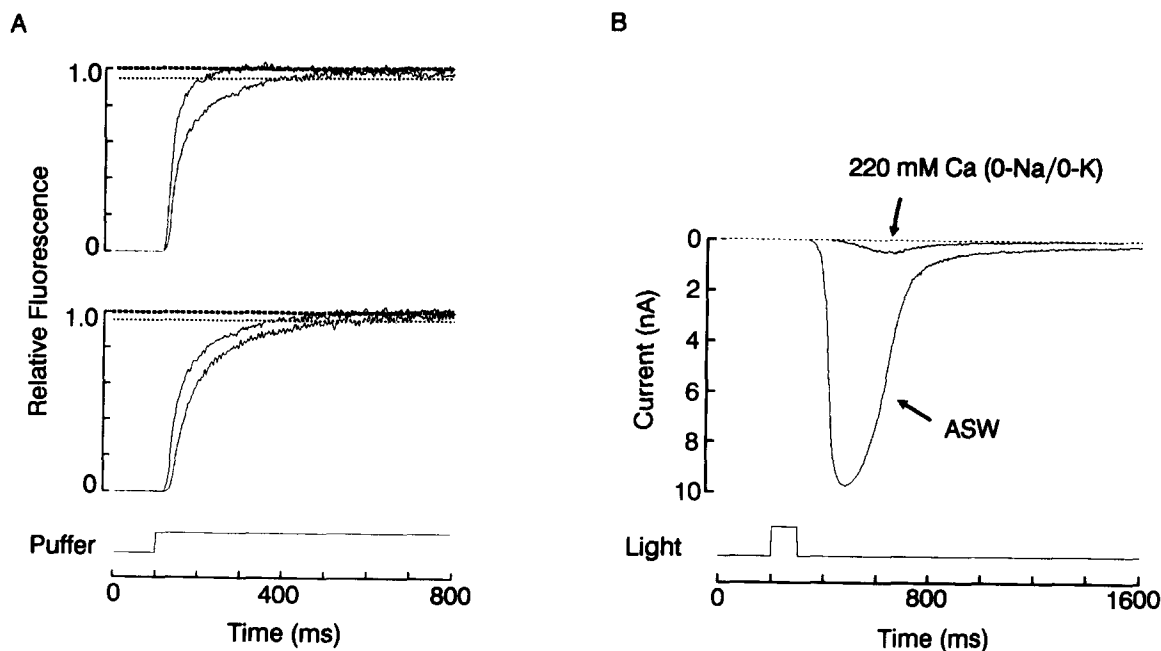 A
1.0
0
Relative Fluorescence
1.0
0
Puffer
0
400
800
Time (ms)
B
220 mM Ca (0-Na/0-K)
0
2
4
6
8
10
Current (nA)
ASW
Light
0
800
1600
Time (ms)